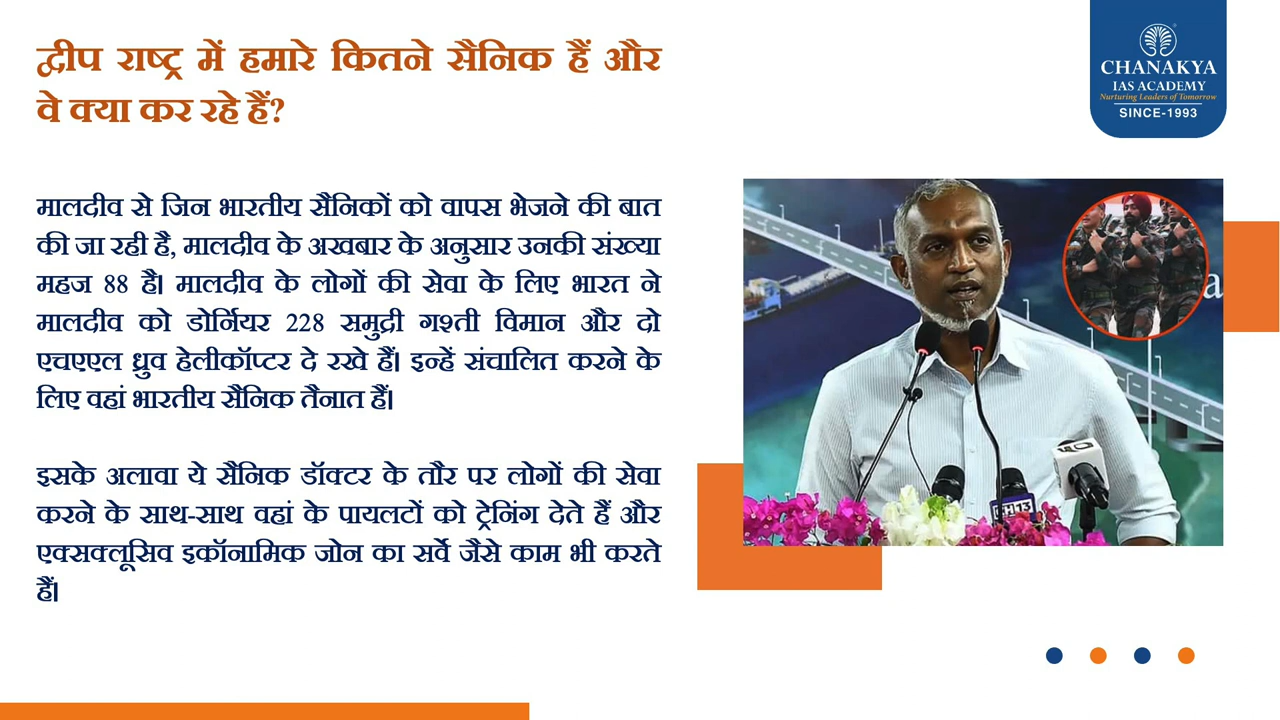 द्वीप राष्ट्र में हमारे कितने सैनिक हैं और
वे क्या कर रहे हैं?
CHANAKYA
IAS ACADEMY
Nurturing Leaders of Tomorrow
SINCE-1993
मालदीव से जिन भारतीय सैनिकों को वापस भेजने की बात
की जा रही है, मालदीव के अखबार के अनुसार उनकी संख्या
महज 88 है। मालदीव के लोगों की सेवा के लिए भारत ने
मालदीव को डोर्नियर 228 समुद्री गश्ती विमान और दो
एचएएल ध्रुव हेलीकॉप्टर दे रखे हैं। इन्हें संचालित करने के
लिए वहां भारतीय सैनिक तैनात हैं।
इसके अलावा ये सैनिक डॉक्टर के तौर पर लोगों की सेवा
करने के साथ-साथ वहां के पायलटों को ट्रेनिंग देते हैं और
एक्सक्लूसिव इकॉनामिक जोन का सर्वे जैसे काम भी करते
हैं।